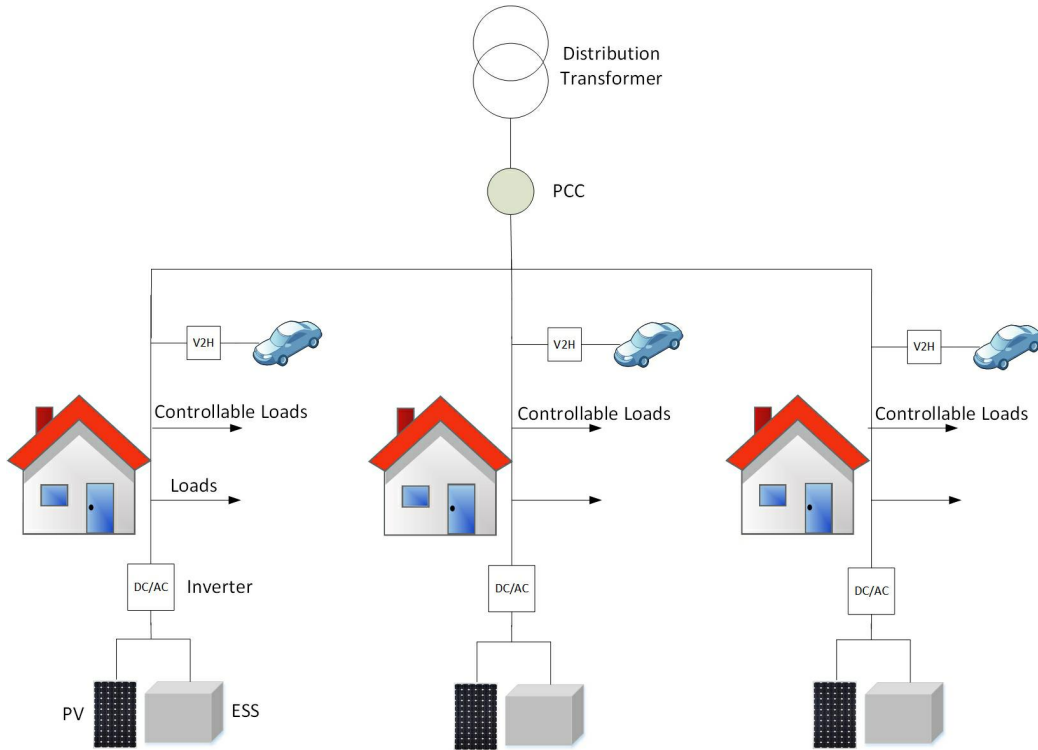 Distribution
Transformer
PCC
V2H
V2H
V2H
Controllable Loads
Controllable Loads
Controllable Loads
Loads
DC/AC
Inverter
DC/AC
DC/AC
PV
ESS